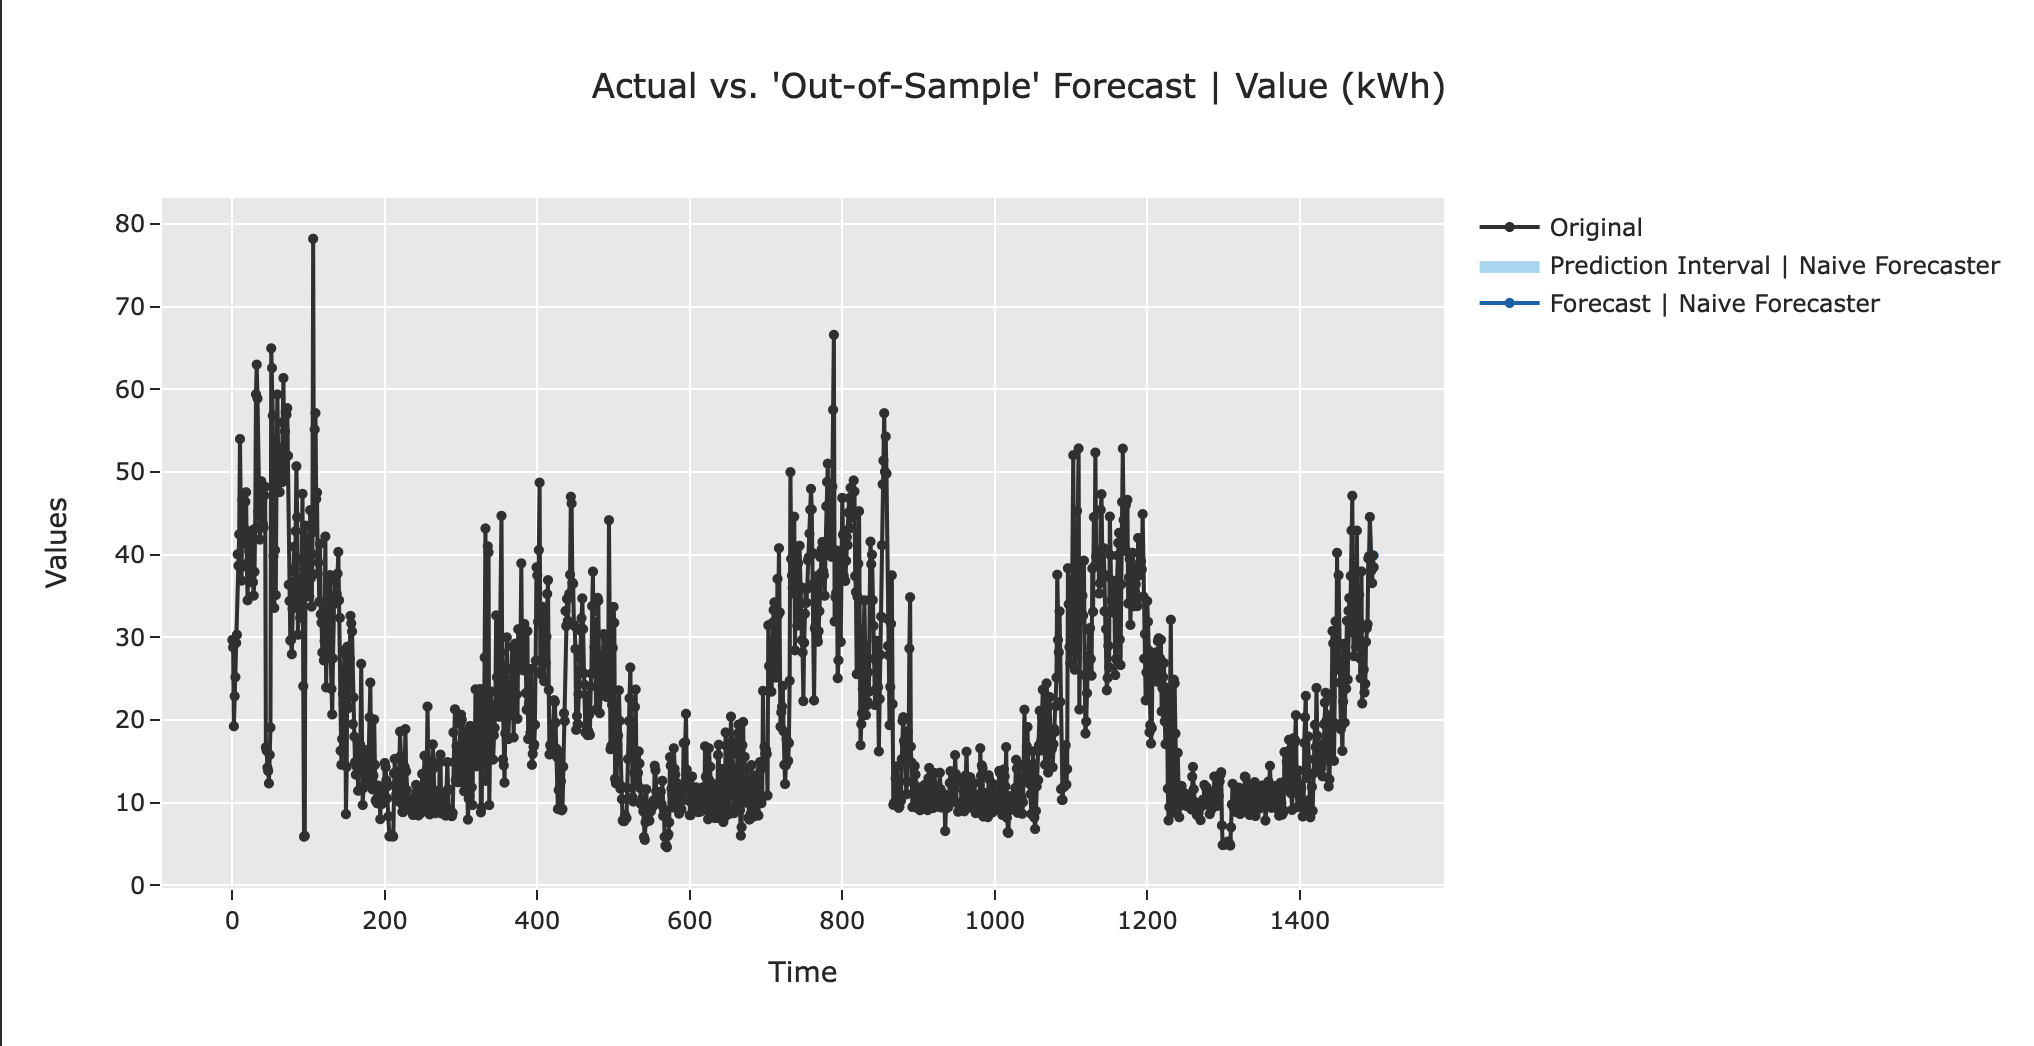 Actual vs. 'Out-of-Sample' Forecast | Value (kWh)
Original
Prediction Interval | Naive Forecaster
Forecast | Naive Forecaster
80
70
60
50
40
30
20
10
0
Values
0 200 400 600 800 1000 1200 1400
Time